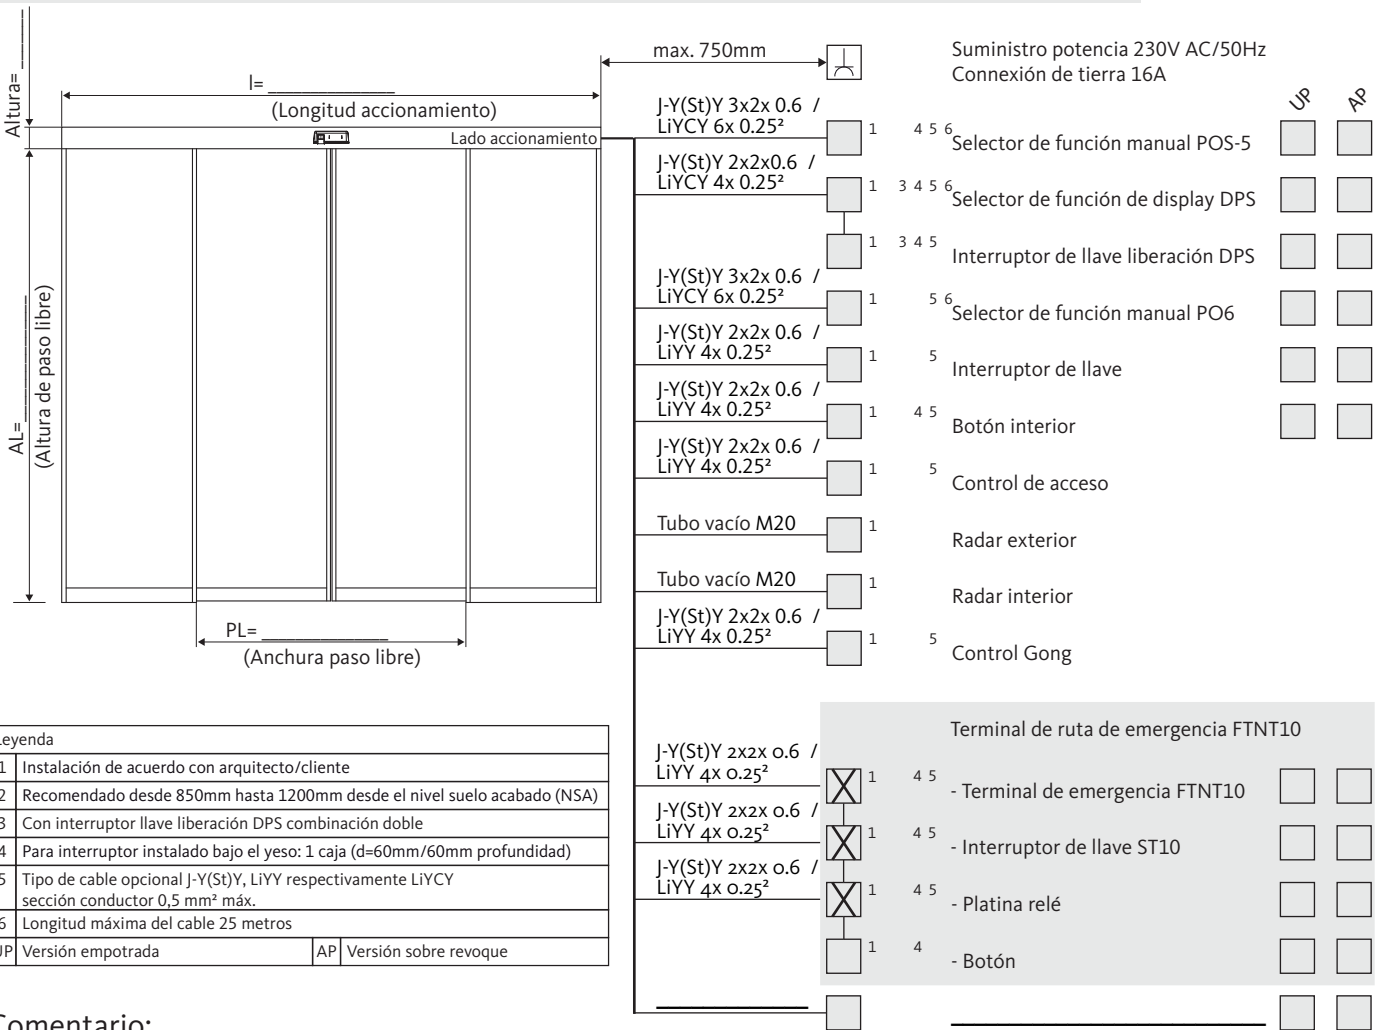 Altura= ______
l= ______________
(Longitud accionamiento)
Lado accionamiento
AL= ______________
(Altura de paso libre)
PL= ______________
(Anchura paso libre)
max. 750mm
Suministro potencia 230V AC/50Hz
Connexión de tierra 16A
UP AP
J-Y(St)Y 3x2x 0.6 /
LiYCY 6x 0.25²
1 4 5 6 Selector de función manual POS-5
J-Y(St)Y 2x2x0.6 /
LiYCY 4x 0.25²
1 3 4 5 6 Selector de función de display DPS
1 3 4 5 Interruptor de llave liberación DPS
J-Y(St)Y 3x2x 0.6 /
LiYCY 6x 0.25²
1 5 6 Selector de función manual PO6
J-Y(St)Y 2x2x 0.6 /
LiYY 4x 0.25²
1 5 Interruptor de llave
J-Y(St)Y 2x2x 0.6 /
LiYY 4x 0.25²
1 4 5 Botón interior
J-Y(St)Y 2x2x 0.6 /
LiYY 4x 0.25²
1 5 Control de acceso
Tubo vacío M20
1 Radar exterior
Tubo vacío M20
1 Radar interior
J-Y(St)Y 2x2x 0.6 /
LiYY 4x 0.25²
1 5 Control Gong
Terminal de ruta de emergencia FTNT10
J-Y(St)Y 2x2x 0.6 /
LiYY 4x 0.25²
X 1 4 5 - Terminal de emergencia FTNT10
J-Y(St)Y 2x2x 0.6 /
LiYY 4x 0.25²
X 1 4 5 - Interruptor de llave ST10
J-Y(St)Y 2x2x 0.6 /
LiYY 4x 0.25²
X 1 4 5 - Platina relé
1 4 - Botón
Leyenda
1 Instalación de acuerdo con arquitecto/cliente
2 Recomendado desde 850mm hasta 1200mm desde el nivel suelo acabado (NSA)
3 Con interruptor llave liberación DPS combinación doble
4 Para interruptor instalado bajo el yeso: 1 caja (d=60mm/60mm profundidad)
5 Tipo de cable opcional J-Y(St)Y, LiYY respectivamente LiYCY
sección conductor 0,5 mm² máx.
6 Longitud máxima del cable 25 metros
UP Versión empotrada AP Versión sobre revoque
Comentario: